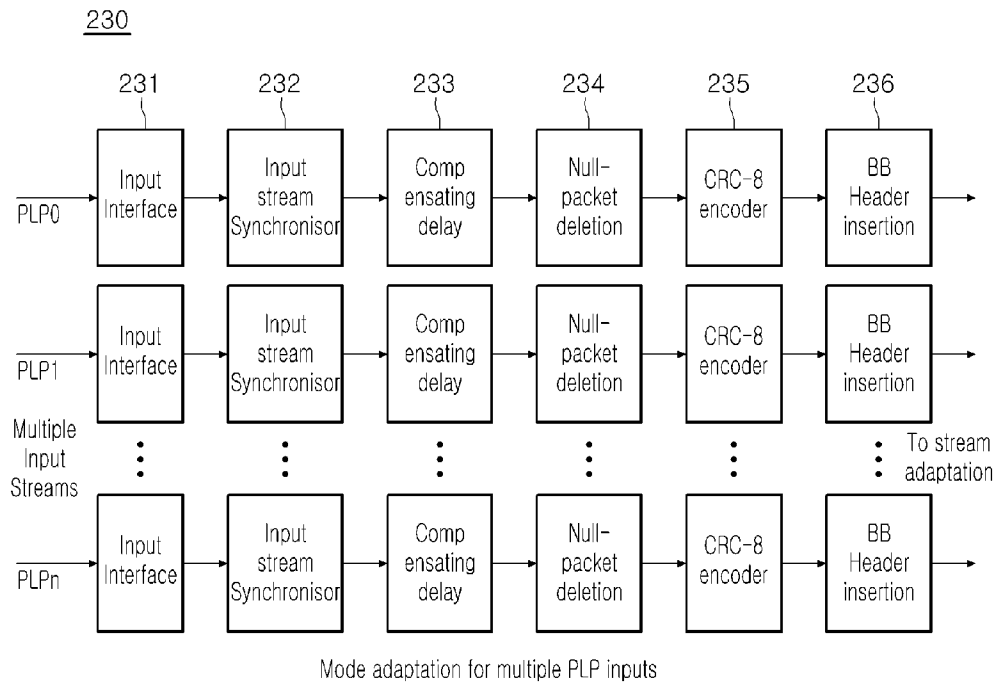 230
231 232 233 234 235 236
PLP0
Input
Interface
Input
stream
Synchronisor
Comp
ensating
delay
Null-
packet
deletion
CRC-8
encoder
BB
Header
insertion
PLP1
Input
Interface
Input
stream
Synchronisor
Comp
ensating
delay
Null-
packet
deletion
CRC-8
encoder
BB
Header
insertion
Multiple
Input
Streams
To stream
adaptation
PLPn
Input
Interface
Input
stream
Synchronisor
Comp
ensating
delay
Null-
packet
deletion
CRC-8
encoder
BB
Header
insertion
Mode adaptation for multiple PLP inputs